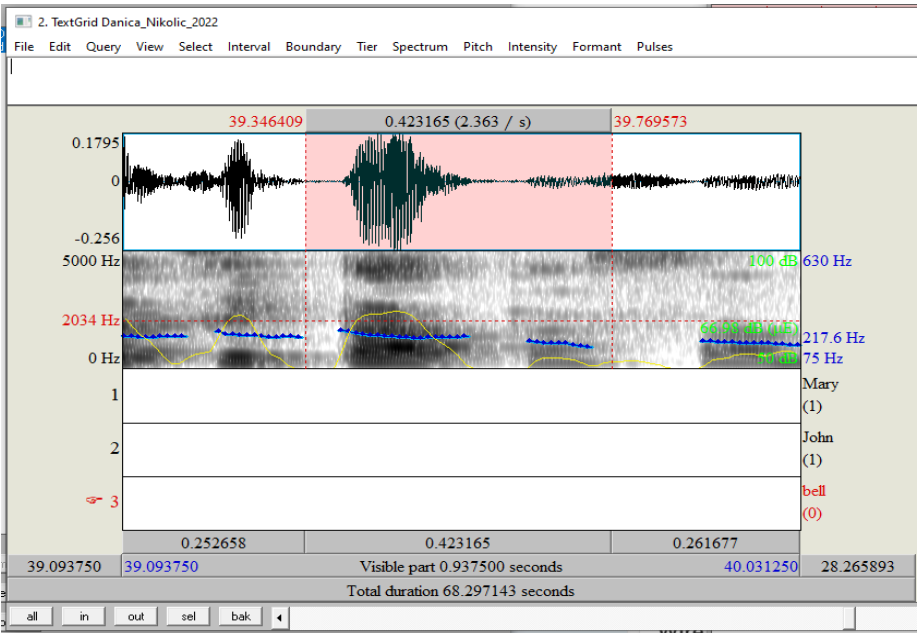 2. TextGrid Danica_Nikolic_2022
File Edit Query View Select Interval Boundary Tier Spectrum Pitch Intensity Formant Pulses
39.346409 0.423165 (2.363 / s) 39.769573
0.1795
0
-0.256
5000 Hz 100 dB 630 Hz
2034 Hz
217.6 Hz
0 Hz 75 Hz
1 Mary
(1)
2 John
(1)
3 bell
(0)
0.252658 0.423165 0.261677
39.093750 39.093750 Visible part 0.937500 seconds 40.031250 28.265893
Total duration 68.297143 seconds
all in out sel bak